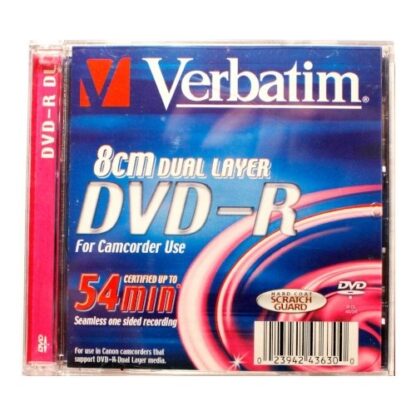 Verbatim®
DVD-R DL
8cm DUAL LAYER
DVD-R
For Camcorder Use
CERTIFIED UP TO
54min
Seamless one sided recording
HARD COAT
SCRATCH
GUARD
DVD
For use in Canon camcorders that
support DVD-R Dual Layer media.
0 23942 43630 0
DVD